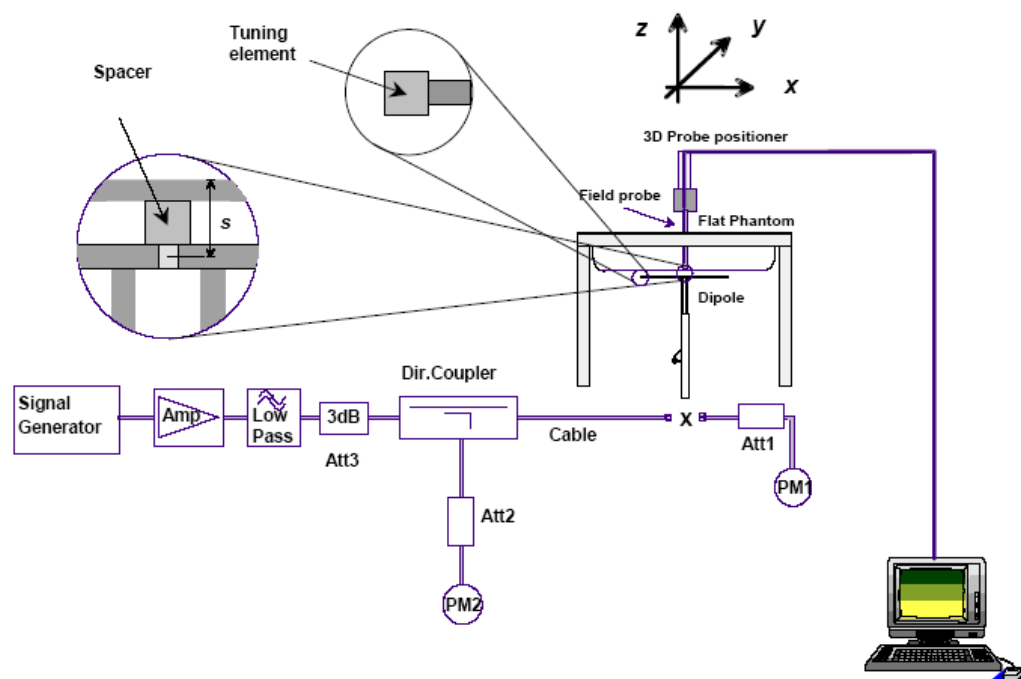 Tuning
element
Spacer
z
y
x
3D Probe positioner
Field probe
Flat Phantom
s
Dipole
Dir.Coupler
Signal
Generator
Amp
Low
Pass
3dB
Att3
Cable
X
Att1
PM1
Att2
PM2